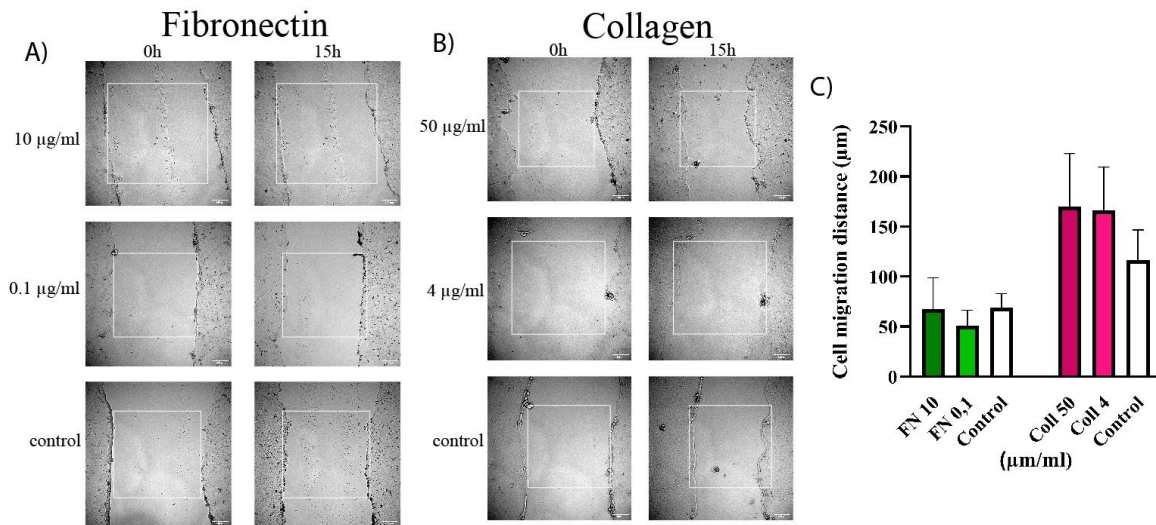 Fibronectin
A)
0h
15h
10 µg/ml
0.1 µg/ml
control
Collagen
B)
0h
15h
50 µg/ml
4 µg/ml
control
C)
Cell migration distance (µm)
250
200
150
100
50
0
FN 10
FN 0,1
Control
Coll 50
Coll 4
Control
(µm/ml)